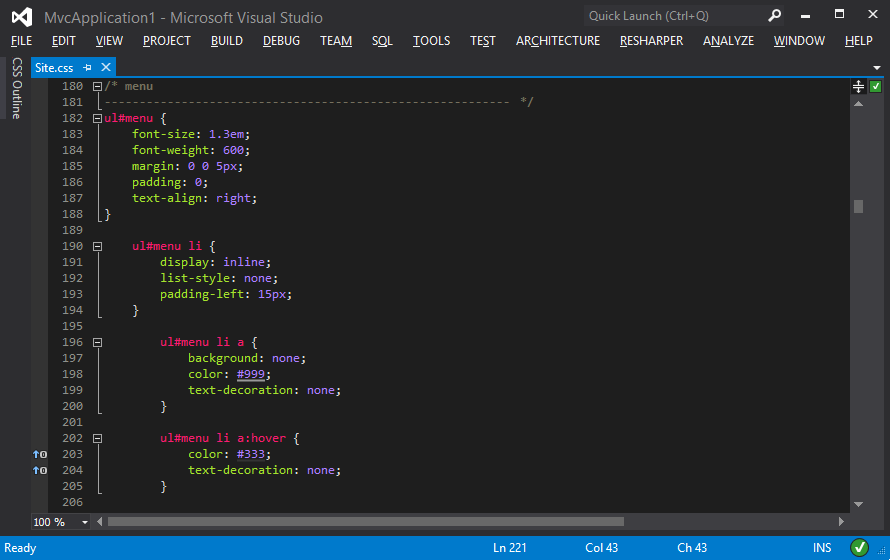 MvcApplication1 - Microsoft Visual Studio
Quick Launch (Ctrl+Q)
FILE EDIT VIEW PROJECT BUILD DEBUG TEAM SQL TOOLS TEST ARCHITECTURE RESHARPER ANALYZE WINDOW HELP
CSS Outline
Site.css
180 /* menu
181 ---------------------------------------------------------- */
182 ul#menu {
183     font-size: 1.3em;
184     font-weight: 600;
185     margin: 0 0 5px;
186     padding: 0;
187     text-align: right;
188 }
189
190     ul#menu li {
191         display: inline;
192         list-style: none;
193         padding-left: 15px;
194     }
195
196         ul#menu li a {
197             background: none;
198             color: #999;
199             text-decoration: none;
200         }
201
202         ul#menu li a:hover {
203             color: #333;
204             text-decoration: none;
205         }
206
100 %
Ready Ln 221 Col 43 Ch 43 INS